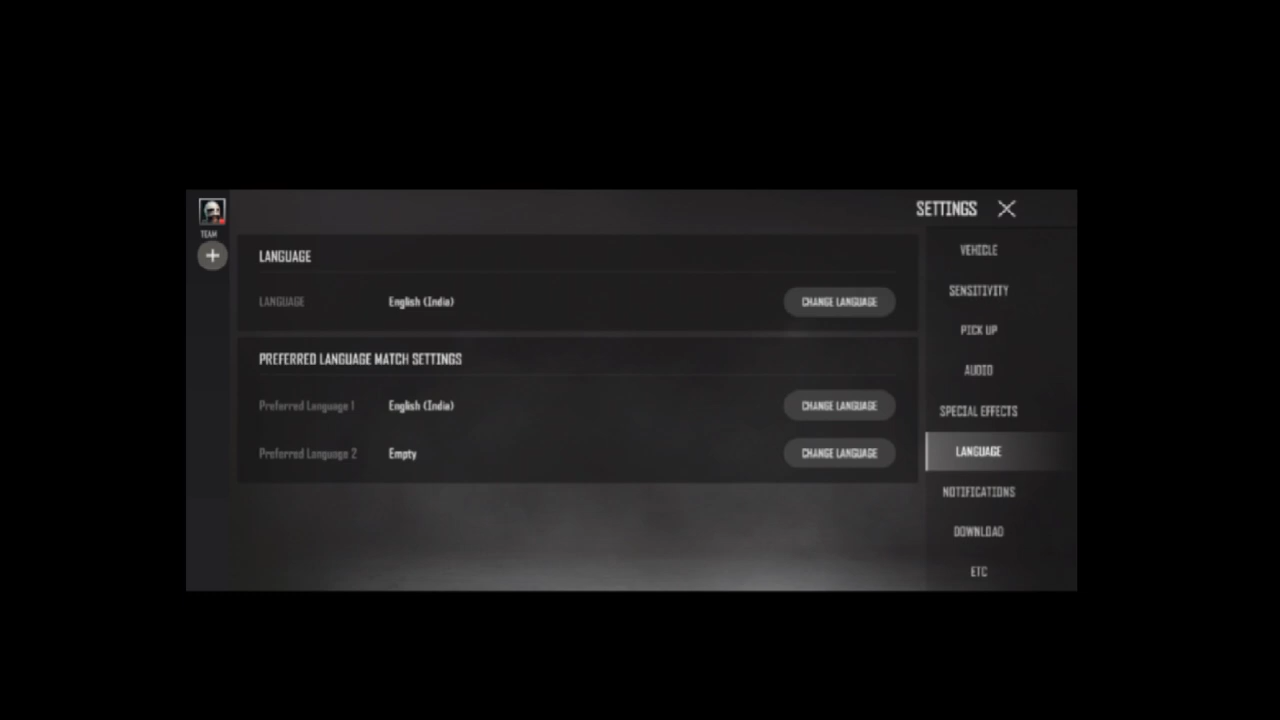 SETTINGS
TEAM
LANGUAGE
LANGUAGE English (India) CHANGE LANGUAGE
PREFERRED LANGUAGE MATCH SETTINGS
Preferred Language 1 English (India) CHANGE LANGUAGE
Preferred Language 2 Empty CHANGE LANGUAGE
VEHICLE
SENSITIVITY
PICK UP
AUDIO
SPECIAL EFFECTS
LANGUAGE
NOTIFICATIONS
DOWNLOAD
ETC